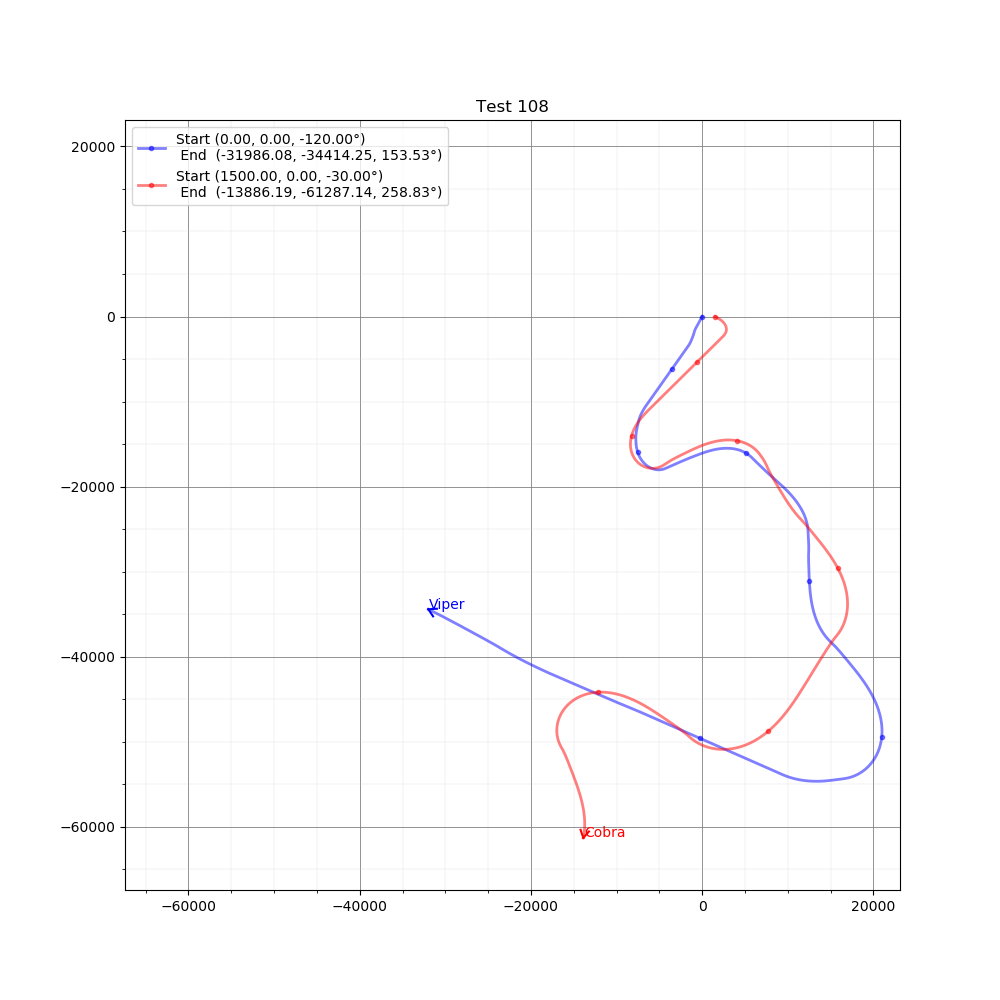 Test 108
Start (0.00, 0.00, -120.00°)
End (-31986.08, -34414.25, 153.53°)
Start (1500.00, 0.00, -30.00°)
End (-13886.19, -61287.14, 258.83°)
20000
0
−20000
−40000
−60000
Viper
Cobra
−60000 −40000 −20000 0 20000